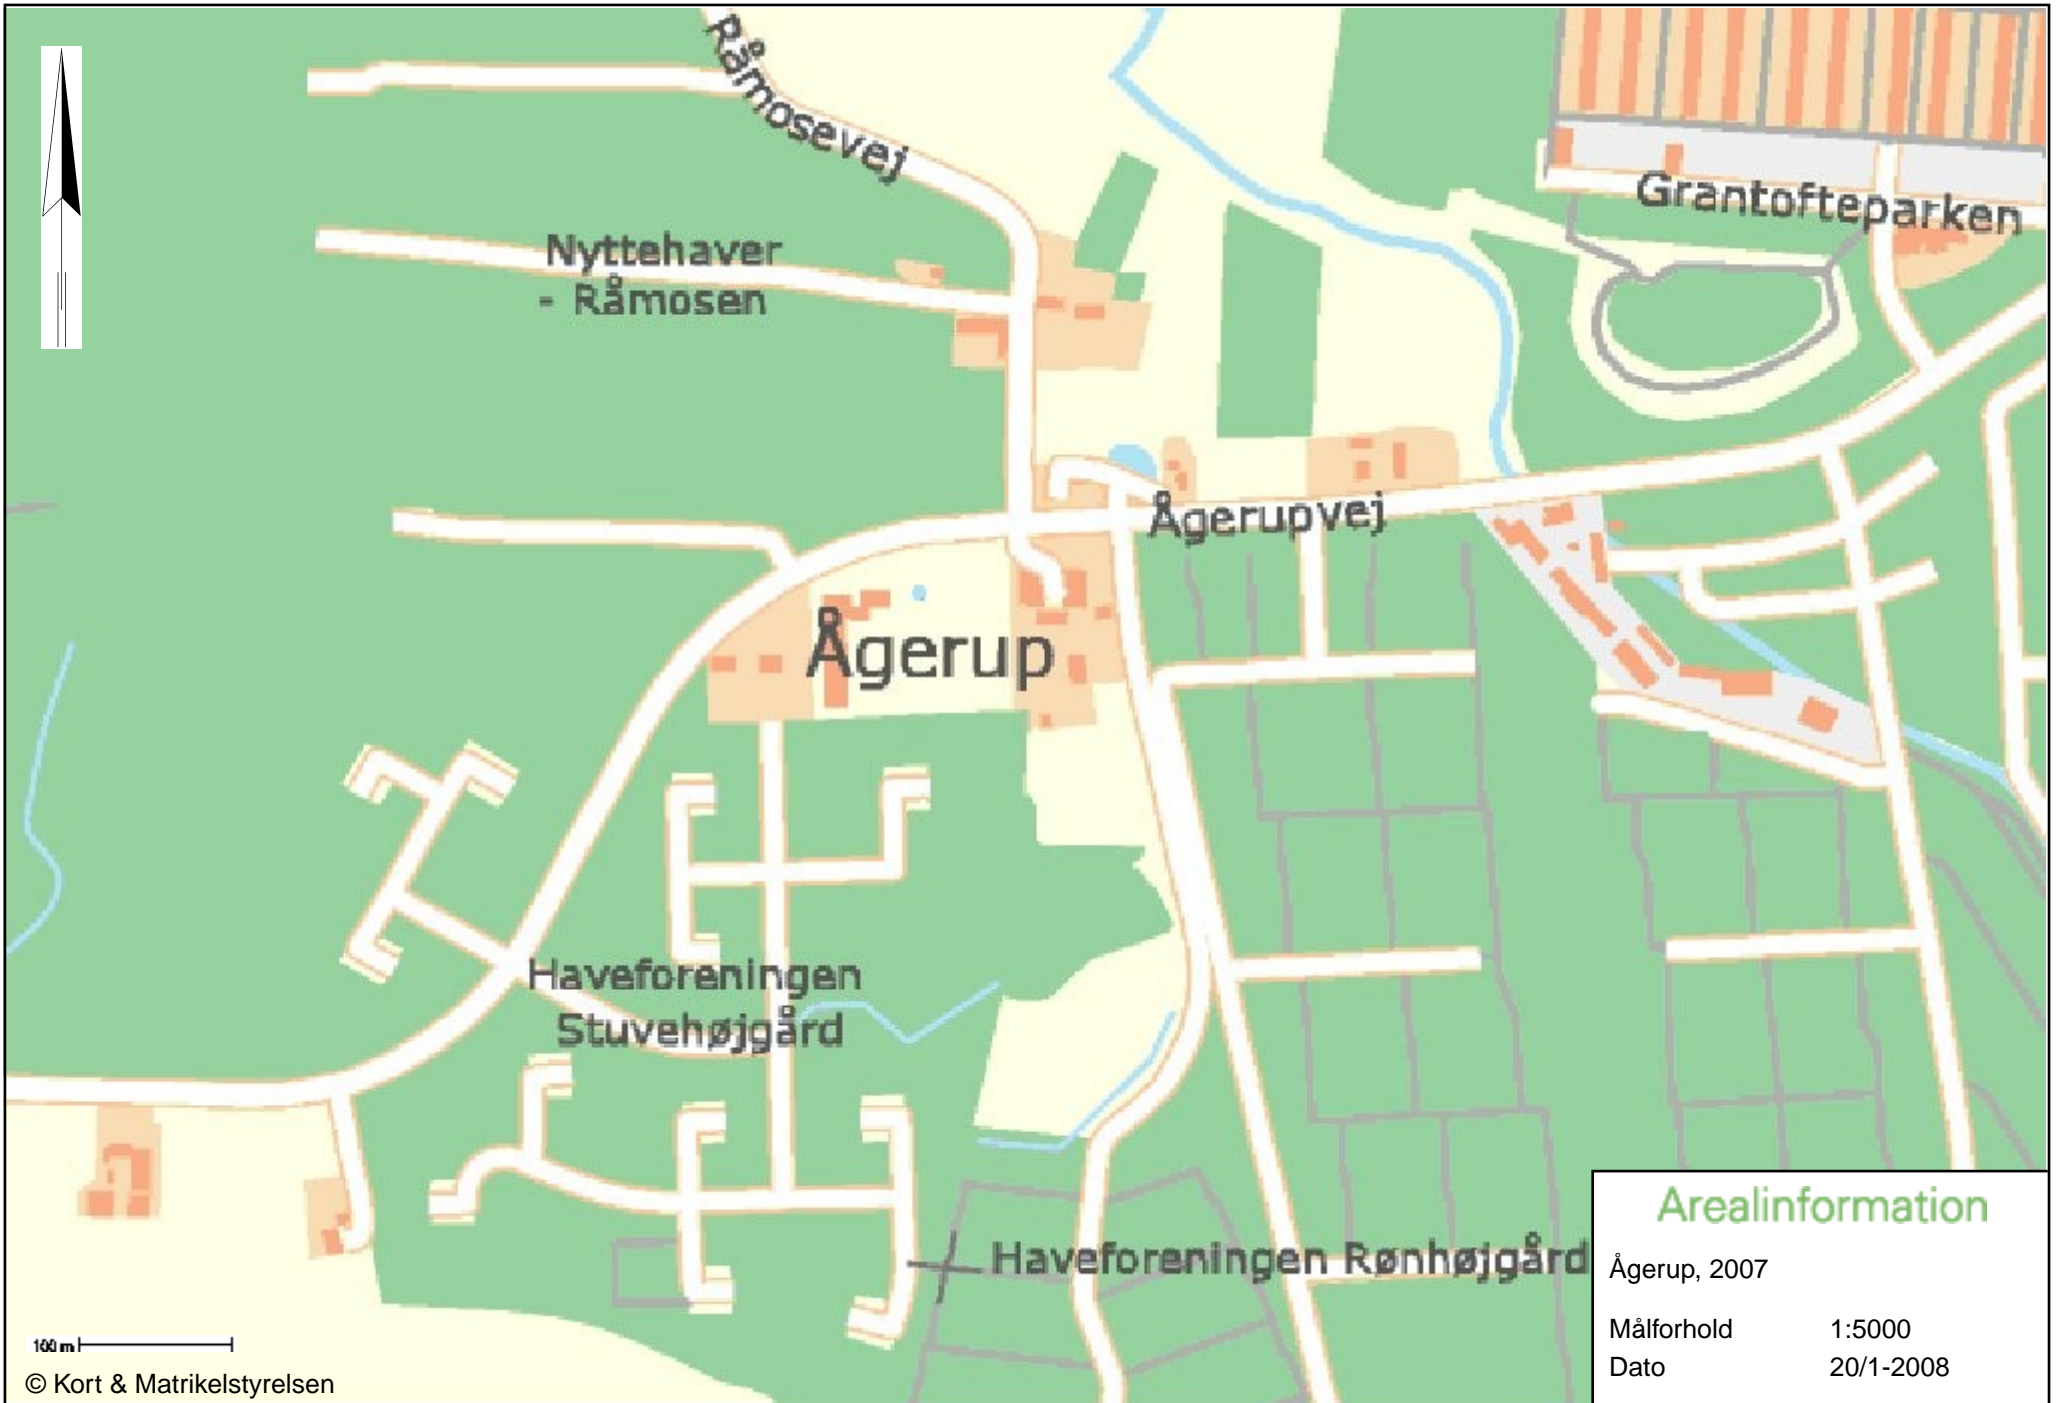 Råmosevej
Grantofteparken
Nyttehaver
- Råmosen
Ågerupvej
Ågerup
Haveforeningen
Stuvehøjgård
Haveforeningen Rønhøjgård
Arealinformation
Ågerup, 2007
Målforhold 1:5000
Dato 20/1-2008
100 m
© Kort & Matrikelstyrelsen